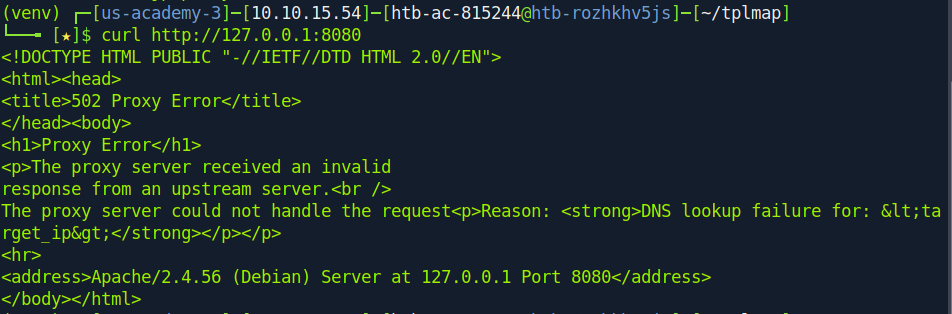 (venv) ┌─[us-academy-3]─[10.10.15.54]─[htb-ac-815244@htb-rozhkhv5js]─[~/tplmap]
└──╼ [★]$ curl http://127.0.0.1:8080
<!DOCTYPE HTML PUBLIC "-//IETF//DTD HTML 2.0//EN">
<html><head>
<title>502 Proxy Error</title>
</head><body>
<h1>Proxy Error</h1>
<p>The proxy server received an invalid
response from an upstream server.<br />
The proxy server could not handle the request<p>Reason: <strong>DNS lookup failure for: &lt;ta
rget_ip&gt;</strong></p></p>
<hr>
<address>Apache/2.4.56 (Debian) Server at 127.0.0.1 Port 8080</address>
</body></html>